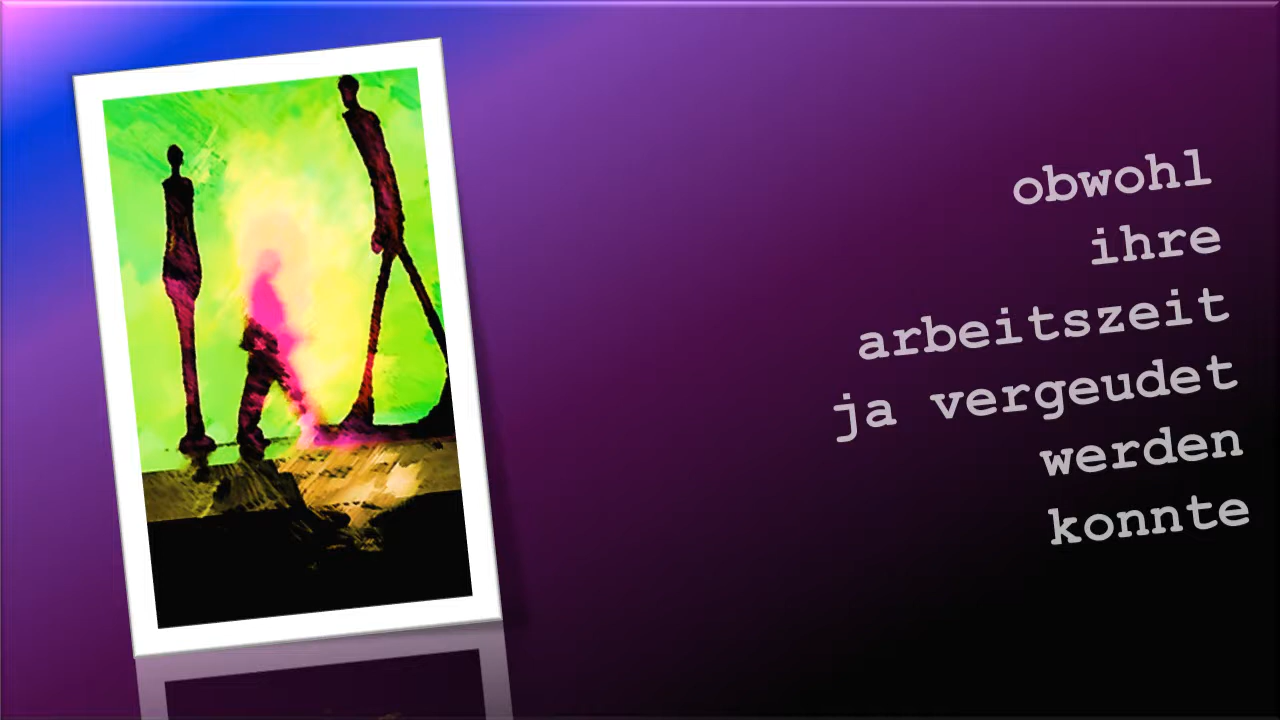 obwohl
ihre
arbeitszeit
ja vergeudet
werden
konnte